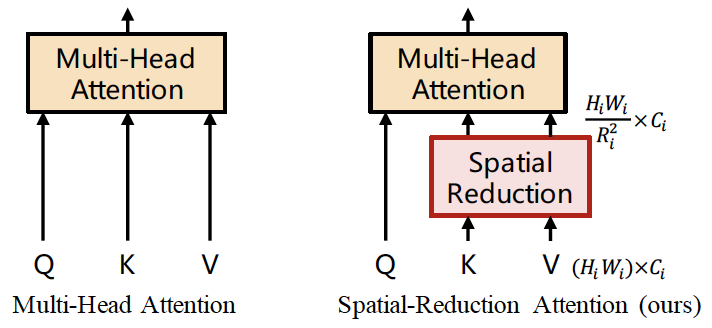 Multi-Head
Attention
Q K V
Multi-Head Attention
Multi-Head
Attention
H_iW_i/R_i^2 × C_i
Spatial
Reduction
Q K V (H_iW_i)×C_i
Spatial-Reduction Attention (ours)